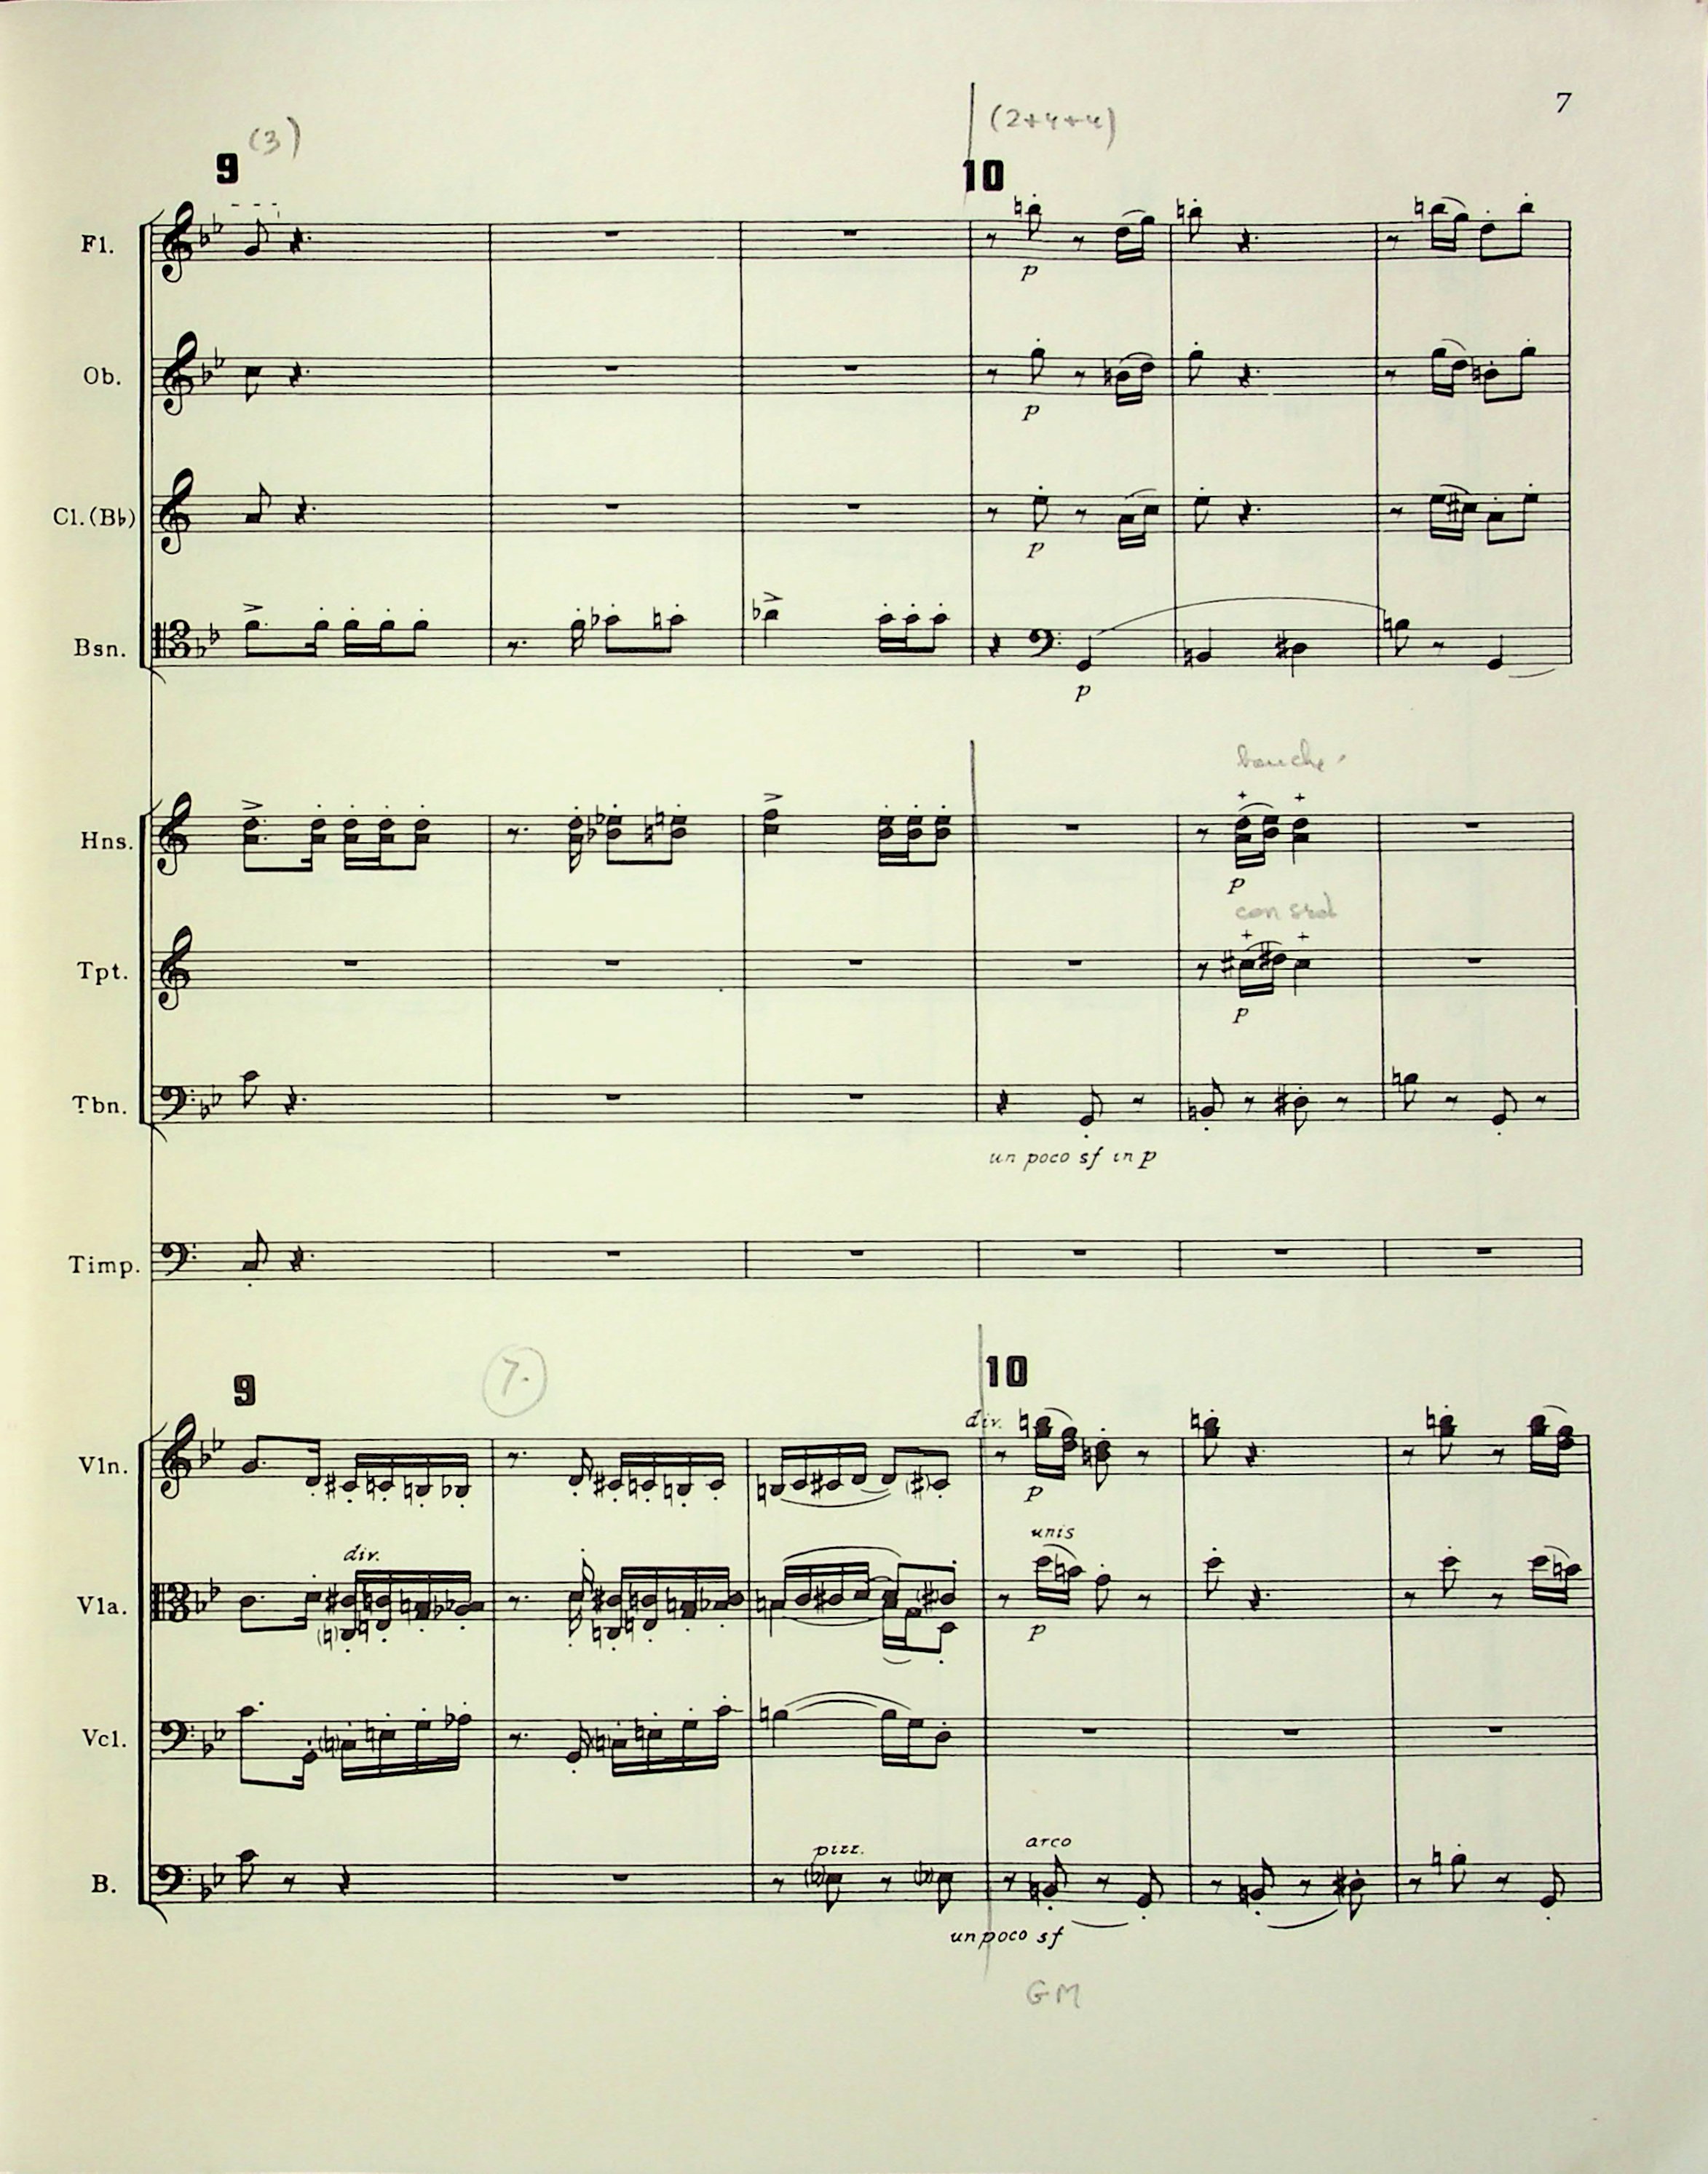 7
(3)
(2+4+4)
9
10
Fl.
p
Ob.
p
Cl.(B♭)
p
Bsn.
p
bouché
Hns.
p
con sord
Tpt.
p
Tbn.
un poco sf in p
Timp.
7.
9
10
div.
Vln.
p
div.
unis
Vla.
p
Vcl.
pizz.
arco
B.
un poco sf
GM